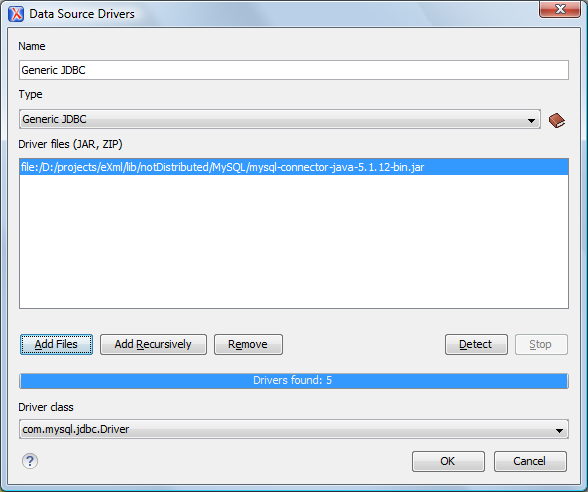 Data Source Drivers
Name
Generic JDBC
Type
Generic JDBC
Driver files (JAR, ZIP)
file:/D:/projects/eXml/lib/notDistributed/MySQL/mysql-connector-java-5.1.12-bin.jar
Add Files Add Recursively Remove Detect Stop
Drivers found: 5
Driver class
com.mysql.jdbc.Driver
? OK Cancel